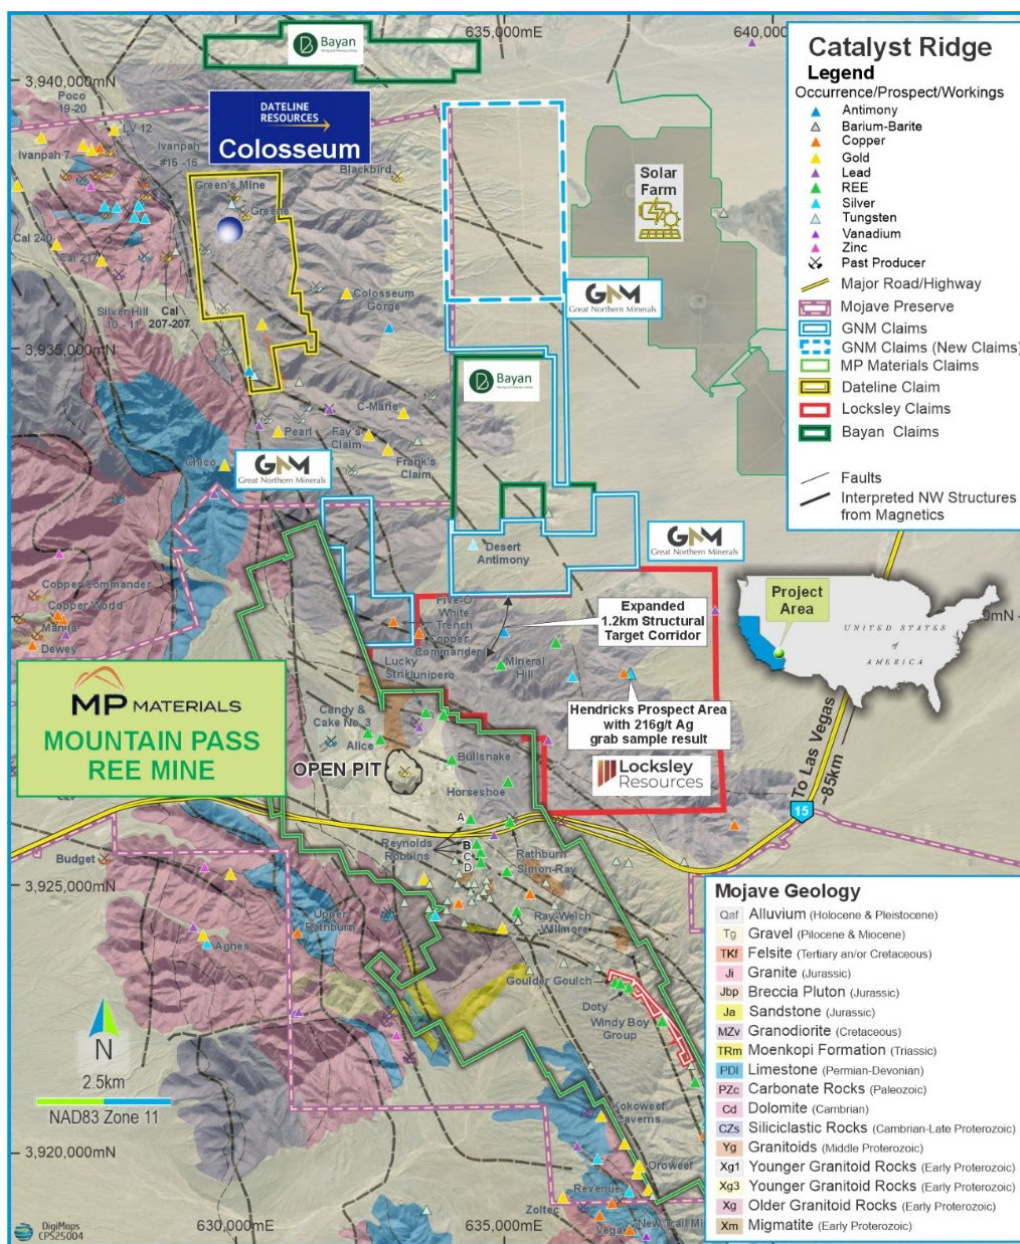 635,000mE
640,000mE
Bayan
3,940,000mN
Poco
19-20
LV 12
Ivanpah 7
Ivanpah
#15 -16
DATELINE
RESOURCES
Colosseum
Green's Mine
Greene
Blackbird
Solar
Farm
Cal 240
Cal 217
Silver Hill
10 - 11
Cal
207-207
Colosseum
Gorge
GNM
Great Northern Minerals
3,935,000mN
Bayan
C-Marie
Pearl
Fay's
Claim
Frank's
Claim
Chico
GNM
Great Northern Minerals
GNM
Great Northern Minerals
Desert
Antimony
Copper Commander
Copper World
Dewey
Five-O
White
Trench
Copper
Commander
Lucky
Strike
Junipero
Mineral
Hill
Expanded
1.2km Structural
Target Corridor
Hendricks Prospect Area
with 216g/t Ag
grab sample result
Locksley
Resources
MP MATERIALS
MOUNTAIN PASS
REE MINE
Candy &
Cake No. 3
Alice
OPEN PIT
Bullsnake
Horseshoe
A
Reynolds
Robbins
B
C
D
Rathburn
Simon-Ray
Budget
3,925,000mN
Upper
Rathburn
Agnes
Ray-Welch
-Willmore
Goulder Goulch
Doty
Windy Boy
Group
To Las Vegas
~85km
15
N
2.5km
NAD83 Zone 11
3,920,000mN
Kokoweef
Caverns
Oroweef
Revenue
Zoltec
Vega
630,000mE
635,000mE
DigiMaps
CPS25004
Catalyst Ridge
Legend
Occurrence/Prospect/Workings
Antimony
Barium-Barite
Copper
Gold
Lead
REE
Silver
Tungsten
Vanadium
Zinc
Past Producer
Major Road/Highway
Mojave Preserve
GNM Claims
GNM Claims (New Claims)
MP Materials Claims
Dateline Claim
Locksley Claims
Bayan Claims
Faults
Interpreted NW Structures
from Magnetics
Project
Area
UNITED STATES
of
AMERICA
Mojave Geology
Qaf Alluvium (Holocene & Pleistocene)
Tg Gravel (Pilocene & Miocene)
TKf Felsite (Tertiary an/or Cretaceous)
Ji Granite (Jurassic)
Jbp Breccia Pluton (Jurassic)
Ja Sandstone (Jurassic)
MZv Granodiorite (Cretaceous)
TRm Moenkopi Formation (Triassic)
PDl Limestone (Permian-Devonian)
PZc Carbonate Rocks (Paleozoic)
Cd Dolomite (Cambrian)
CZs Siliciclastic Rocks (Cambrian-Late Proterozoic)
Yg Granitoids (Middle Proterozoic)
Xg1 Younger Granitoid Rocks (Early Proterozoic)
Xg3 Younger Granitoid Rocks (Early Proterozoic)
Xg Older Granitoid Rocks (Early Proterozoic)
Xm Migmatite (Early Proterozoic)